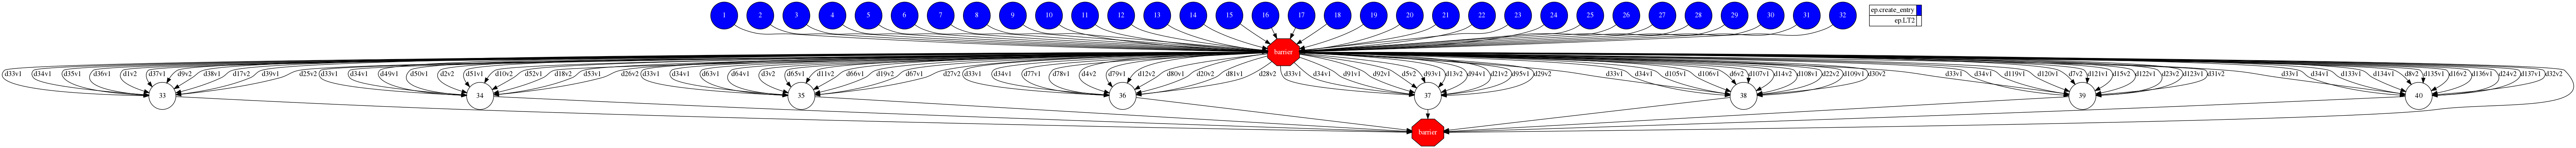 1 2 3 4 5 6 7 8 9 10 11 12 13 14 15 16 17 18 19 20 21 22 23 24 25 26 27 28 29 30 31 32
ep.create_entry
ep.LT2
barrier
d33v1 d34v1 d35v1 d36v1 d1v2 d37v1 d9v2 d38v1 d17v2 d39v1 d25v2
d33v1 d34v1 d49v1 d50v1 d2v2 d51v1 d10v2 d52v1 d18v2 d53v1 d26v2
d33v1 d34v1 d63v1 d64v1 d3v2 d65v1 d11v2 d66v1 d19v2 d67v1 d27v2
d33v1 d34v1 d77v1 d78v1 d4v2 d79v1 d12v2 d80v1 d20v2 d81v1 d28v2
d33v1 d34v1 d91v1 d92v1 d5v2 d93v1 d13v2 d94v1 d21v2 d95v1 d29v2
d33v1 d34v1 d105v1 d106v1 d6v2 d107v1 d14v2 d108v1 d22v2 d109v1 d30v2
d33v1 d34v1 d119v1 d120v1 d7v2 d121v1 d15v2 d122v1 d23v2 d123v1 d31v2
d33v1 d34v1 d133v1 d134v1 d8v2 d135v1 d16v2 d136v1 d24v2 d137v1 d32v2
33 34 35 36 37 38 39 40
barrier